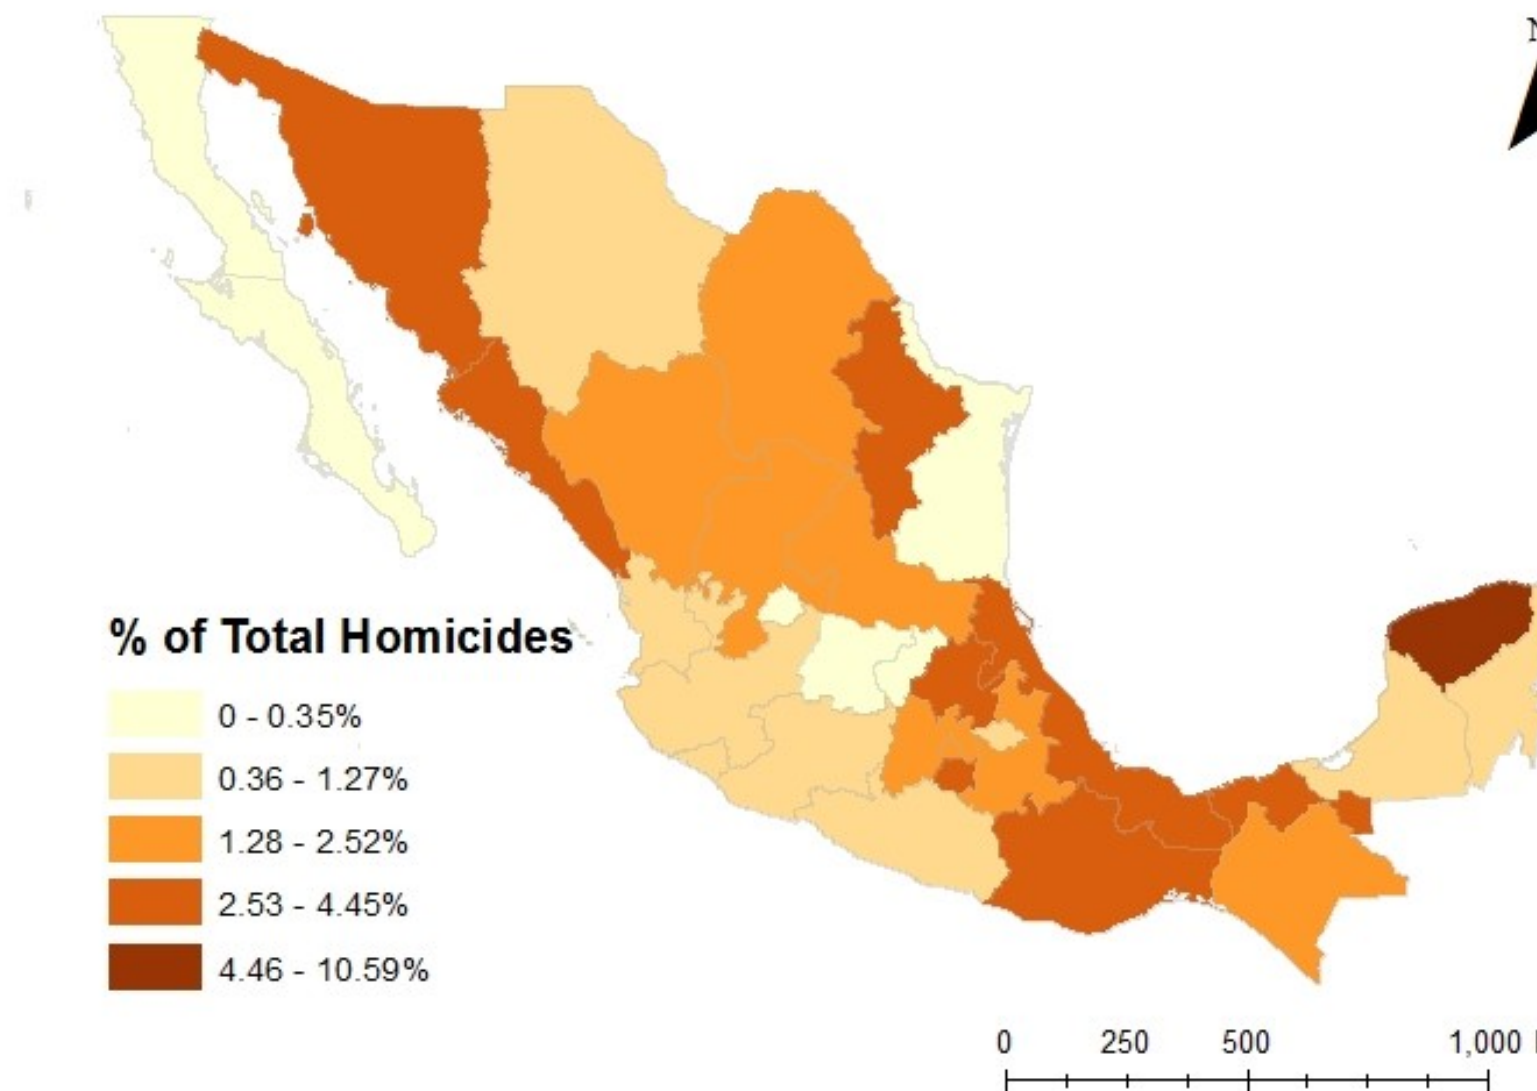 N
% of Total Homicides
0 - 0.35%
0.36 - 1.27%
1.28 - 2.52%
2.53 - 4.45%
4.46 - 10.59%
0 250 500 1,000